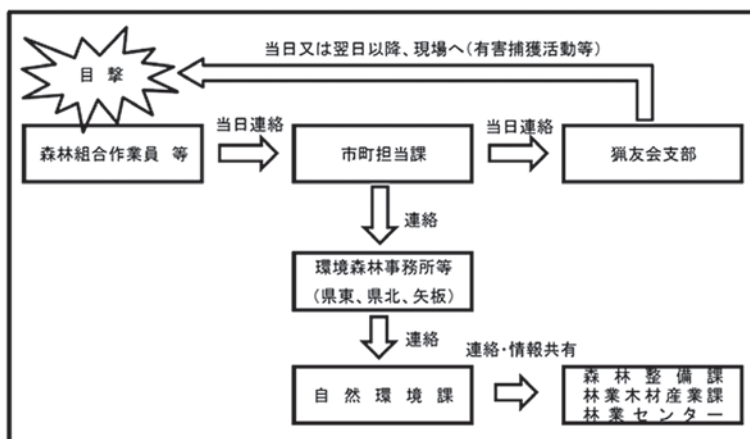 当日又は翌日以降、現場へ(有害捕獲活動等)
目撃
当日連絡
当日連絡
森林組合作業員 等
市町担当課
猟友会支部
連絡
環境森林事務所等
(県東、県北、矢板)
連絡
連絡・情報共有
自然環境課
森林整備課
林業木材産業課
林業センター